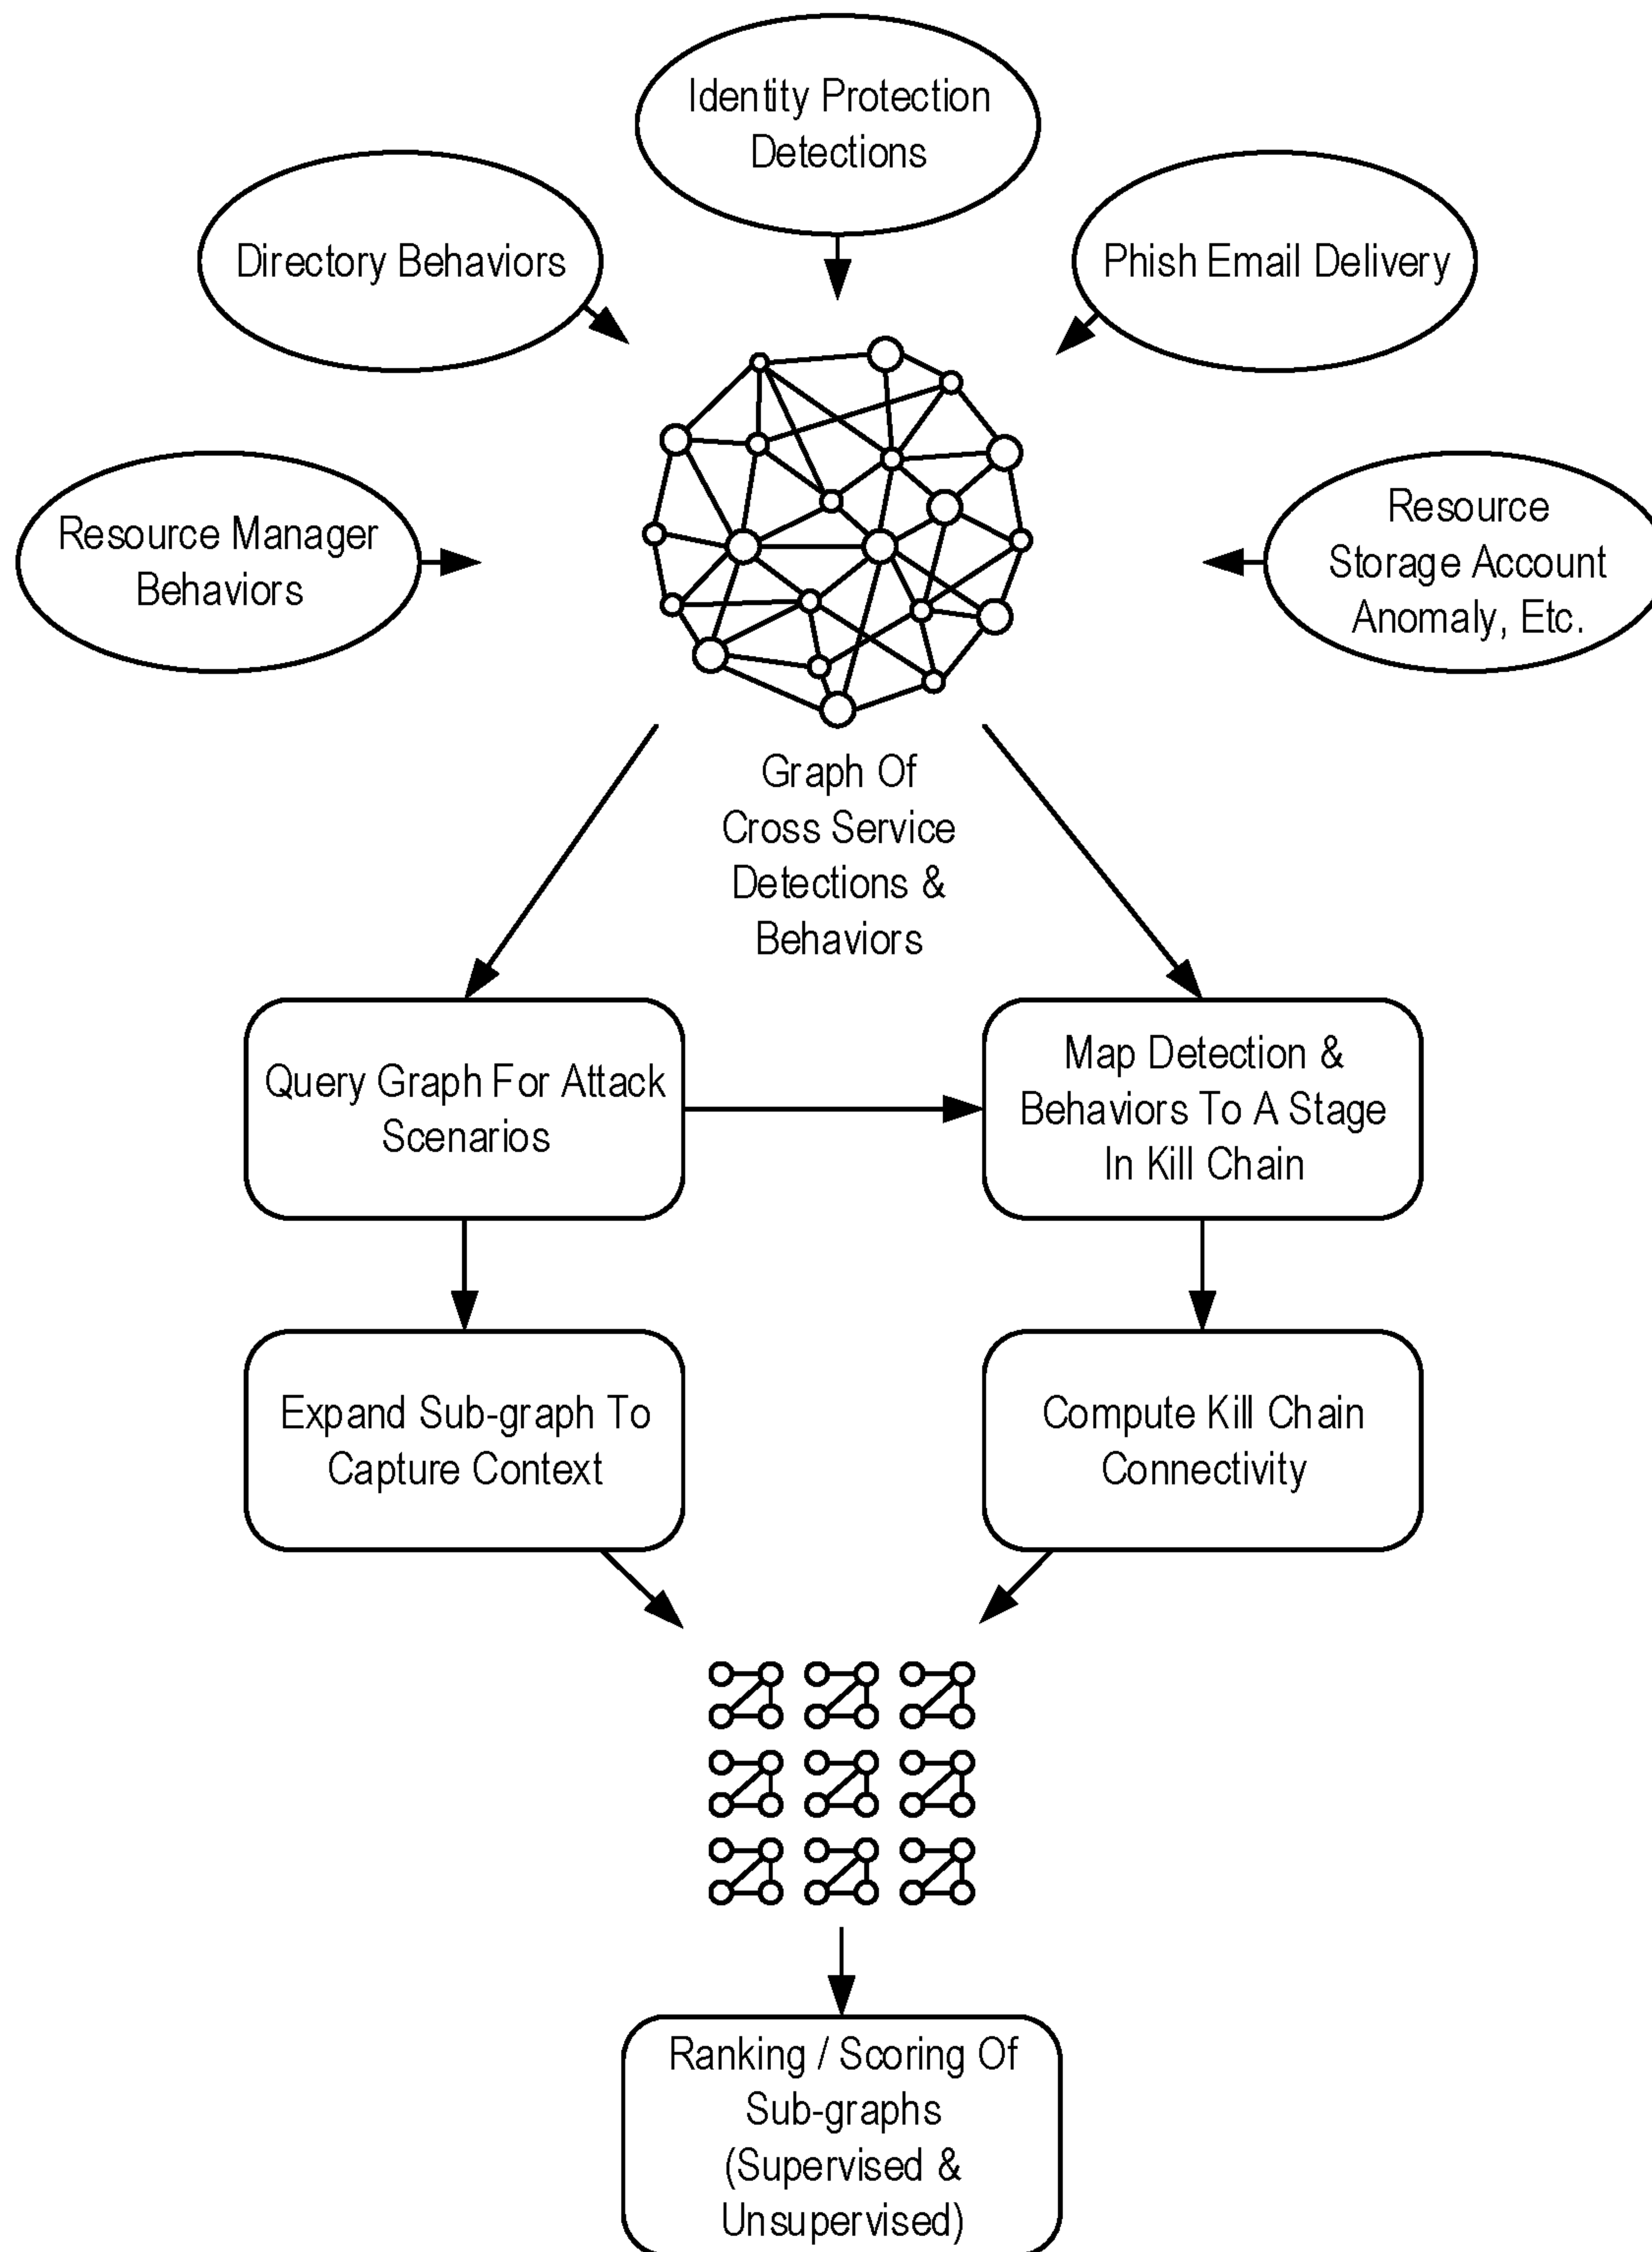 Identity Protection
Detections
Directory Behaviors
Phish Email Delivery
Resource Manager
Behaviors
Resource
Storage Account
Anomaly, Etc.
Graph Of
Cross Service
Detections &
Behaviors
Query Graph For Attack
Scenarios
Map Detection &
Behaviors To A Stage
In Kill Chain
Expand Sub-graph To
Capture Context
Compute Kill Chain
Connectivity
Ranking / Scoring Of
Sub-graphs
(Supervised &
Unsupervised)